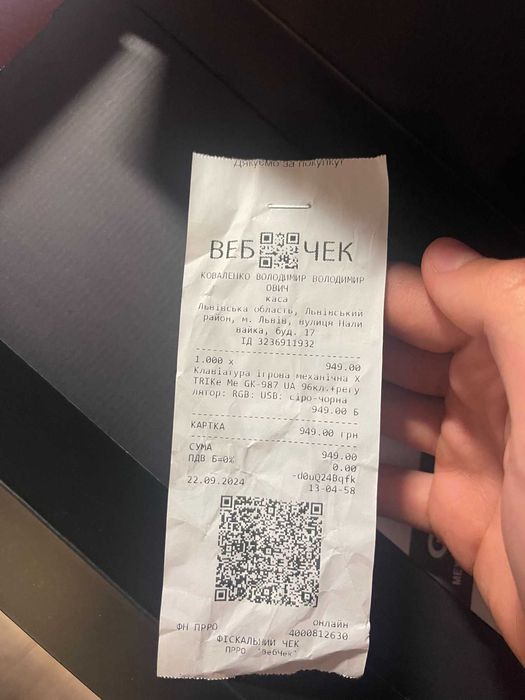 Дякуємо за покупку!
ВЕБ ЧЕК
КОВАЛЕНКО ВОЛОДИМИР ВОЛОДИМИР
ОВИЧ
каса
Львівська область, Львінський
район, м. Львів, вулиця Нали
вайка, буд. 17
ІД 3236911932
1.000 x 949.00
Клавіатура ігрова механічна X
TRIKe Me GK-987 UA 96кл.+регу
лятор: RGB: USB: сіро-чорна
949.00 Б
КАРТКА 949.00 грн
СУМА 949.00
ПДВ Б=0% 0.00
-d0uQ24Bqfk
22.09.2024 13-04-58
онлайн
ФН ПРРО 4000812630
ФІСКАЛЬНИЙ ЧЕК
ПРРО "ВебЧек"